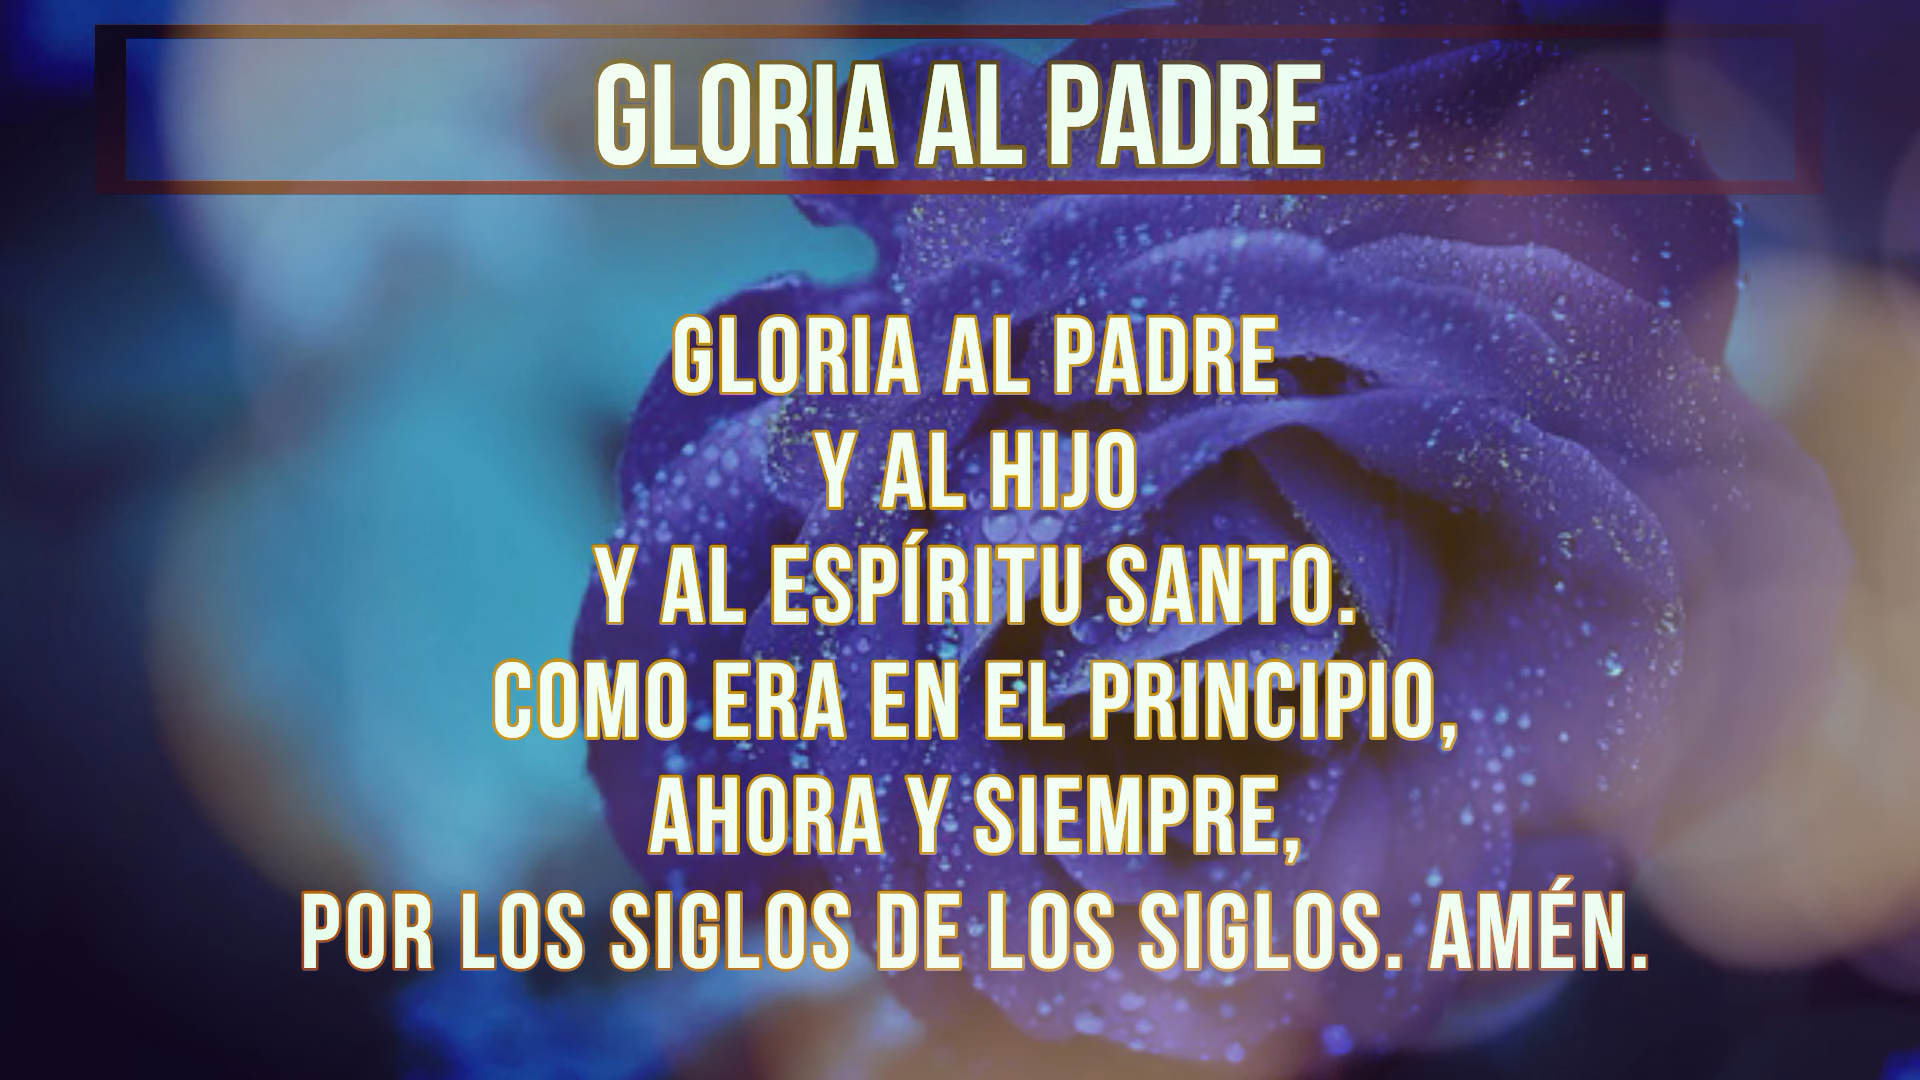 GLORIA AL PADRE
GLORIA AL PADRE
Y AL HIJO
Y AL ESPÍRITU SANTO.
COMO ERA EN EL PRINCIPIO,
AHORA Y SIEMPRE,
POR LOS SIGLOS DE LOS SIGLOS. AMÉN.